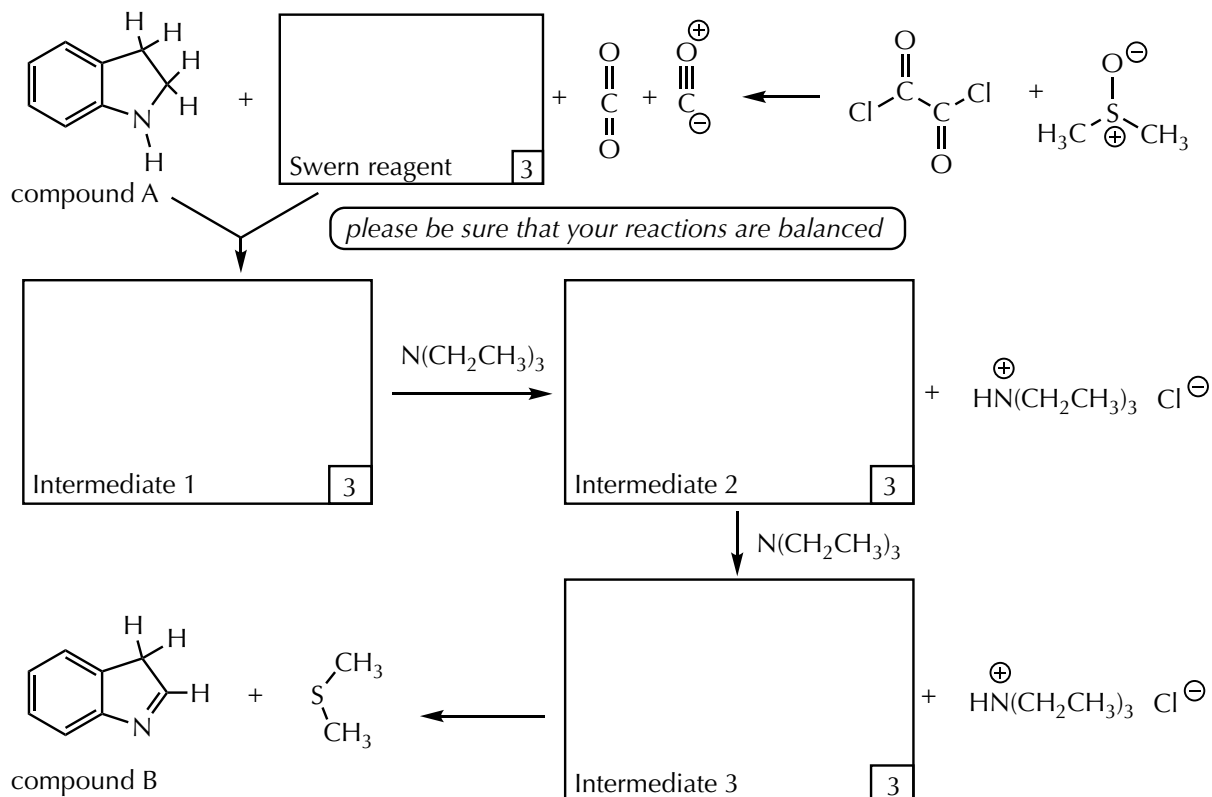 H H H H N H
compound A
+
Swern reagent 3
+ O C O + ⊕ O C ⊖
O Cl C C Cl O
+
O ⊖ H₃C S ⊕ CH₃
please be sure that your reactions are balanced
Intermediate 1 3
N(CH₂CH₃)₃
Intermediate 2 3
+ ⊕ HN(CH₂CH₃)₃ Cl ⊖
N(CH₂CH₃)₃
H H H N
compound B
+
S CH₃ CH₃
Intermediate 3 3
+ ⊕ HN(CH₂CH₃)₃ Cl ⊖